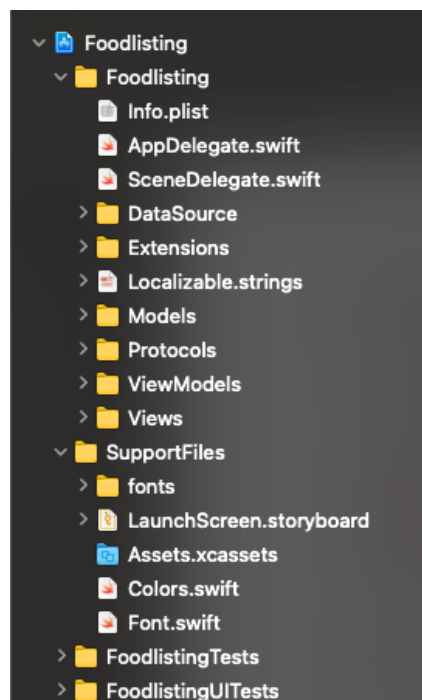 Foodlisting
Foodlisting
Info.plist
AppDelegate.swift
SceneDelegate.swift
DataSource
Extensions
Localizable.strings
Models
Protocols
ViewModels
Views
SupportFiles
fonts
LaunchScreen.storyboard
Assets.xcassets
Colors.swift
Font.swift
FoodlistingTests
FoodlistingUITests